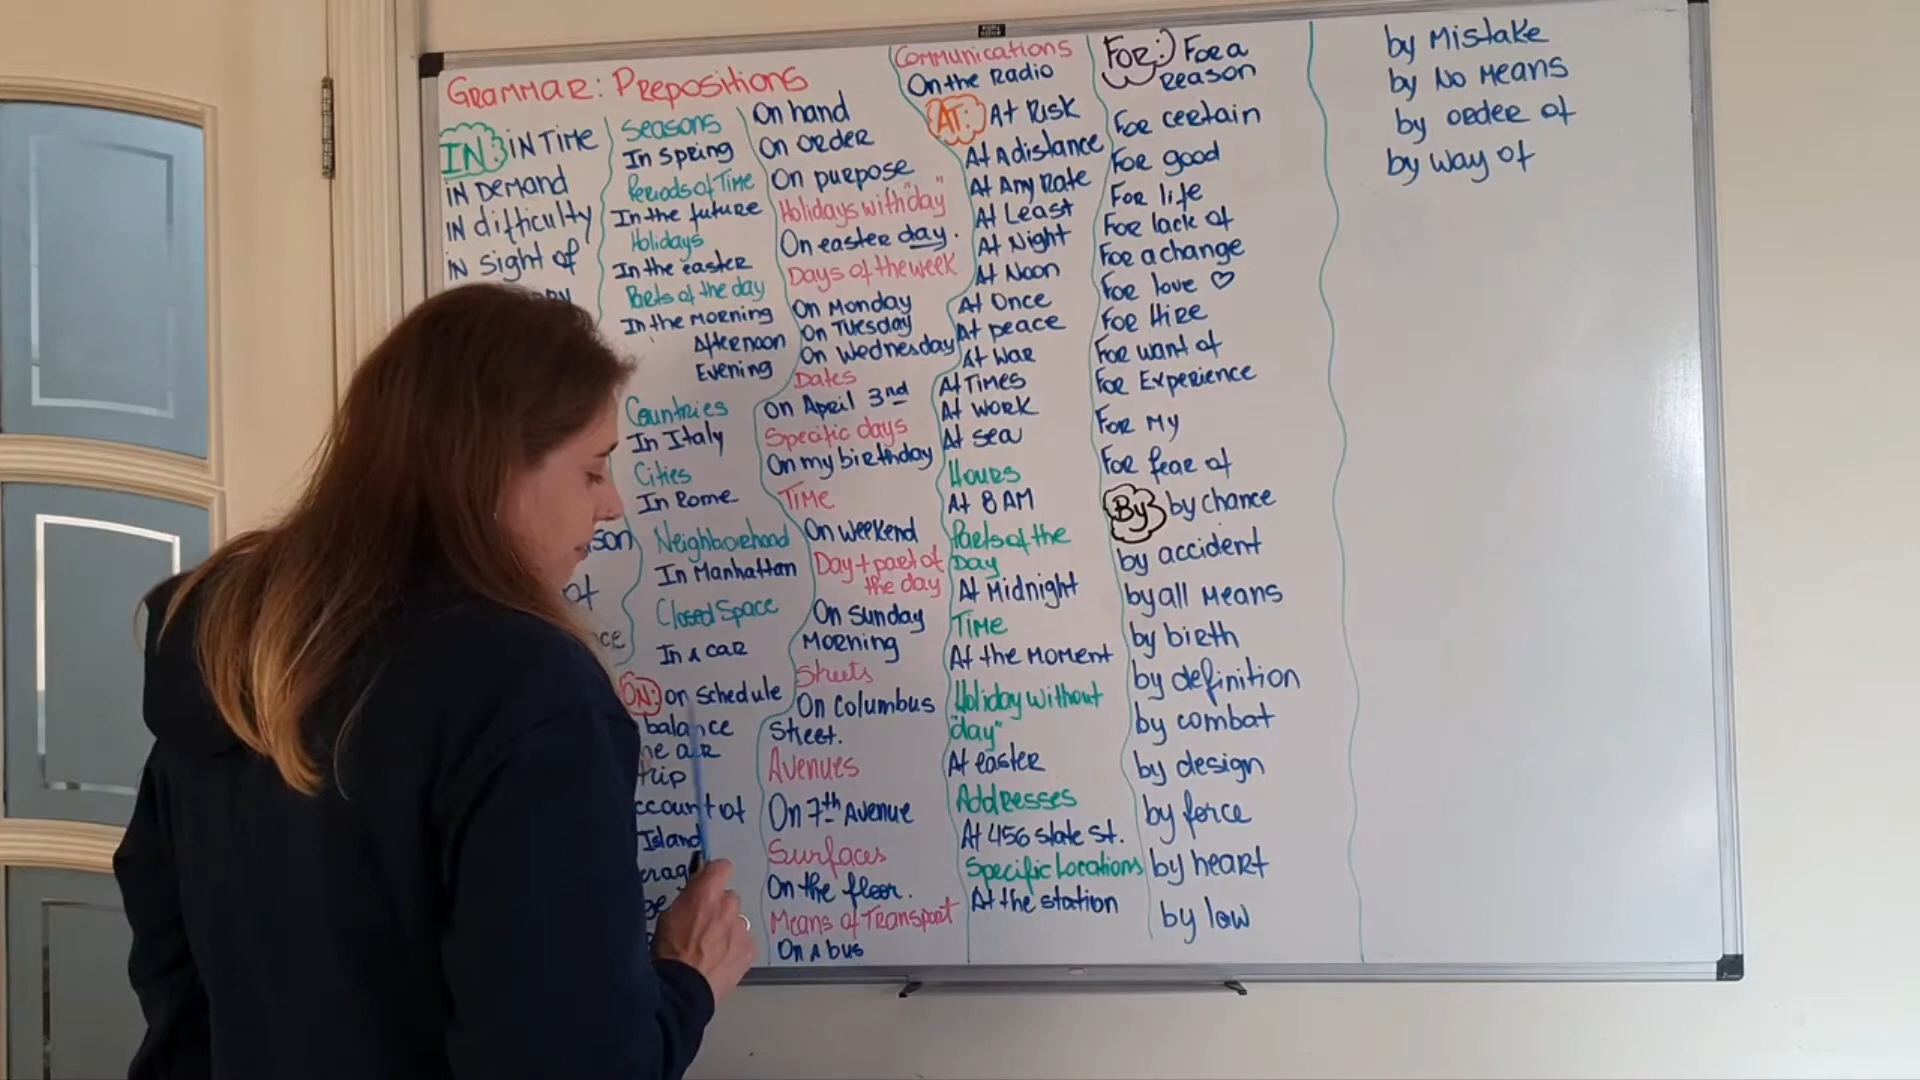 Grammar: Prepositions
IN: in Time
in Demand
in difficulty
in sight of
of
Seasons
In spring
Periods of Time
In the future
Holidays
In the easter
Parts of the day
In the Morning
Afternoon
Evening
Countries
In Italy
Cities
In Rome
Neighborhood
In Manhattan
Closed Space
In a car
ON: on schedule
balance
air
trip
of
Island
On hand
On order
On purpose
Holidays with "day"
On easter day.
Days of the week
On Monday
On Tuesday
On Wednesday
Dates
On April 3rd
Specific days
On my birthday
Time
On weekend
Day + part of
the day
On Sunday
Morning
Streets
On Columbus
Street.
Avenues
On 7th Avenue
Surfaces
On the floor.
Means of Transport
On a bus
Communications
On the Radio
AT: At Risk
At A distance
At Any Rate
At Least
At Night
At Noon
At Once
At peace
At War
At Times
At work
At sea
Hours
At 8 AM
Parts of the
Day
At Midnight
Time
At the Moment
Holiday without
"day"
At easter
Addresses
At 456 state St.
Specific Locations
At the station
FOR:) For a
Reason
For certain
For good
For life
For lack of
For a change
For love ♡
For Hire
For want of
For Experience
For My
For fear of
By by chance
by accident
by all Means
by birth
by definition
by combat
by design
by force
by heart
by law
by Mistake
by No Means
by order of
by way of